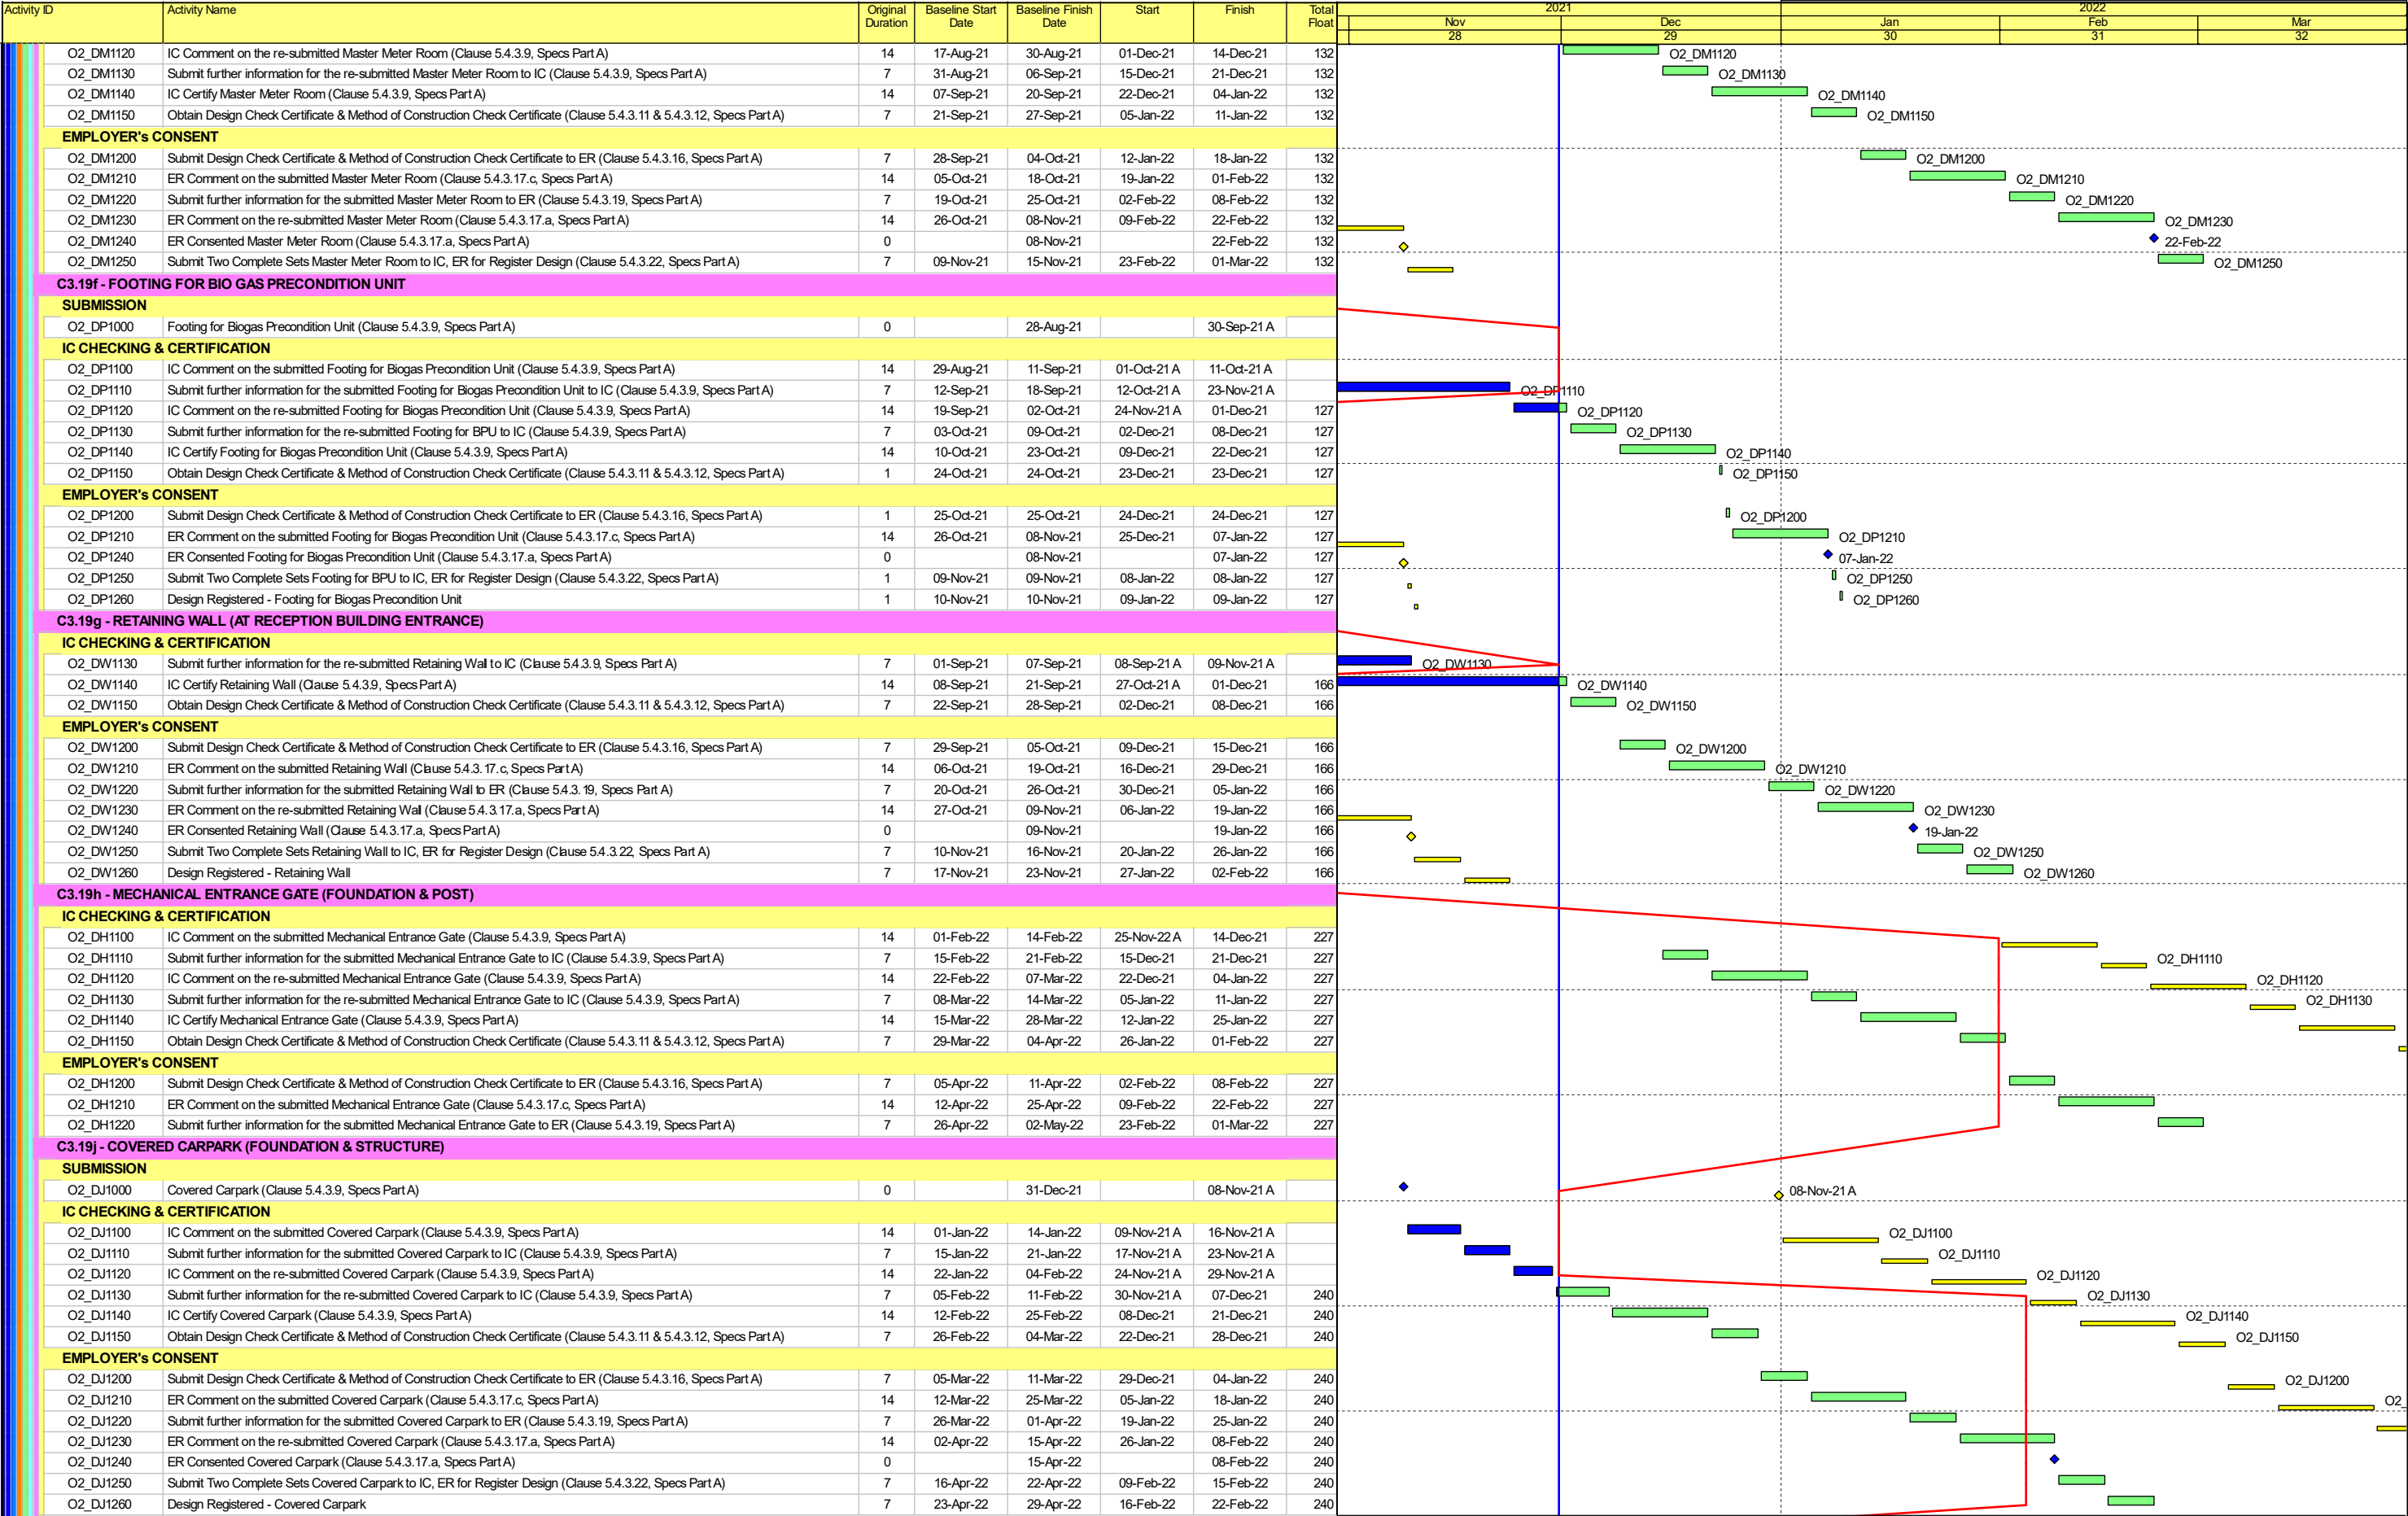 Activity ID Activity Name Original Duration Baseline Start Date Baseline Finish Date Start Finish Total Float 2021 2022
Nov Dec Jan Feb Mar
28 29 30 31 32
O2_DM1120 IC Comment on the re-submitted Master Meter Room (Clause 5.4.3.9, Specs Part A) 14 17-Aug-21 30-Aug-21 01-Dec-21 14-Dec-21 132 O2_DM1120
O2_DM1130 Submit further information for the re-submitted Master Meter Room to IC (Clause 5.4.3.9, Specs Part A) 7 31-Aug-21 06-Sep-21 15-Dec-21 21-Dec-21 132 O2_DM1130
O2_DM1140 IC Certify Master Meter Room (Clause 5.4.3.9, Specs Part A) 14 07-Sep-21 20-Sep-21 22-Dec-21 04-Jan-22 132 O2_DM1140
O2_DM1150 Obtain Design Check Certificate & Method of Construction Check Certificate (Clause 5.4.3.11 & 5.4.3.12, Specs Part A) 7 21-Sep-21 27-Sep-21 05-Jan-22 11-Jan-22 132 O2_DM1150
EMPLOYER's CONSENT
O2_DM1200 Submit Design Check Certificate & Method of Construction Check Certificate to ER (Clause 5.4.3.16, Specs Part A) 7 28-Sep-21 04-Oct-21 12-Jan-22 18-Jan-22 132 O2_DM1200
O2_DM1210 ER Comment on the submitted Master Meter Room (Clause 5.4.3.17.c, Specs Part A) 14 05-Oct-21 18-Oct-21 19-Jan-22 01-Feb-22 132 O2_DM1210
O2_DM1220 Submit further information for the submitted Master Meter Room to ER (Clause 5.4.3.19, Specs Part A) 7 19-Oct-21 25-Oct-21 02-Feb-22 08-Feb-22 132 O2_DM1220
O2_DM1230 ER Comment on the re-submitted Master Meter Room (Clause 5.4.3.17.a, Specs Part A) 14 26-Oct-21 08-Nov-21 09-Feb-22 22-Feb-22 132 O2_DM1230
O2_DM1240 ER Consented Master Meter Room (Clause 5.4.3.17.a, Specs Part A) 0 08-Nov-21 22-Feb-22 132 22-Feb-22
O2_DM1250 Submit Two Complete Sets Master Meter Room to IC, ER for Register Design (Clause 5.4.3.22, Specs Part A) 7 09-Nov-21 15-Nov-21 23-Feb-22 01-Mar-22 132 O2_DM1250
C3.19f - FOOTING FOR BIO GAS PRECONDITION UNIT
SUBMISSION
O2_DP1000 Footing for Biogas Precondition Unit (Clause 5.4.3.9, Specs Part A) 0 28-Aug-21 30-Sep-21 A
IC CHECKING & CERTIFICATION
O2_DP1100 IC Comment on the submitted Footing for Biogas Precondition Unit (Clause 5.4.3.9, Specs Part A) 14 29-Aug-21 11-Sep-21 01-Oct-21 A 11-Oct-21 A
O2_DP1110 Submit further information for the submitted Footing for Biogas Precondition Unit to IC (Clause 5.4.3.9, Specs Part A) 7 12-Sep-21 18-Sep-21 12-Oct-21 A 23-Nov-21 A O2_DP1110
O2_DP1120 IC Comment on the re-submitted Footing for Biogas Precondition Unit (Clause 5.4.3.9, Specs Part A) 14 19-Sep-21 02-Oct-21 24-Nov-21 A 01-Dec-21 127 O2_DP1120
O2_DP1130 Submit further information for the re-submitted Footing for BPU to IC (Clause 5.4.3.9, Specs Part A) 7 03-Oct-21 09-Oct-21 02-Dec-21 08-Dec-21 127 O2_DP1130
O2_DP1140 IC Certify Footing for Biogas Precondition Unit (Clause 5.4.3.9, Specs Part A) 14 10-Oct-21 23-Oct-21 09-Dec-21 22-Dec-21 127 O2_DP1140
O2_DP1150 Obtain Design Check Certificate & Method of Construction Check Certificate (Clause 5.4.3.11 & 5.4.3.12, Specs Part A) 1 24-Oct-21 24-Oct-21 23-Dec-21 23-Dec-21 127 O2_DP1150
EMPLOYER's CONSENT
O2_DP1200 Submit Design Check Certificate & Method of Construction Check Certificate to ER (Clause 5.4.3.16, Specs Part A) 1 25-Oct-21 25-Oct-21 24-Dec-21 24-Dec-21 127 O2_DP1200
O2_DP1210 ER Comment on the submitted Footing for Biogas Precondition Unit (Clause 5.4.3.17.c, Specs Part A) 14 26-Oct-21 08-Nov-21 25-Dec-21 07-Jan-22 127 O2_DP1210
O2_DP1240 ER Consented Footing for Biogas Precondition Unit (Clause 5.4.3.17.a, Specs Part A) 0 08-Nov-21 07-Jan-22 127 07-Jan-22
O2_DP1250 Submit Two Complete Sets Footing for BPU to IC, ER for Register Design (Clause 5.4.3.22, Specs Part A) 1 09-Nov-21 09-Nov-21 08-Jan-22 08-Jan-22 127 O2_DP1250
O2_DP1260 Design Registered - Footing for Biogas Precondition Unit 1 10-Nov-21 10-Nov-21 09-Jan-22 09-Jan-22 127 O2_DP1260
C3.19g - RETAINING WALL (AT RECEPTION BUILDING ENTRANCE)
IC CHECKING & CERTIFICATION
O2_DW1130 Submit further information for the re-submitted Retaining Wall to IC (Clause 5.4.3.9, Specs Part A) 7 01-Sep-21 07-Sep-21 08-Sep-21 A 09-Nov-21 A O2_DW1130
O2_DW1140 IC Certify Retaining Wall (Clause 5.4.3.9, Specs Part A) 14 08-Sep-21 21-Sep-21 27-Oct-21 A 01-Dec-21 166 O2_DW1140
O2_DW1150 Obtain Design Check Certificate & Method of Construction Check Certificate (Clause 5.4.3.11 & 5.4.3.12, Specs Part A) 7 22-Sep-21 28-Sep-21 02-Dec-21 08-Dec-21 166 O2_DW1150
EMPLOYER's CONSENT
O2_DW1200 Submit Design Check Certificate & Method of Construction Check Certificate to ER (Clause 5.4.3.16, Specs Part A) 7 29-Sep-21 05-Oct-21 09-Dec-21 15-Dec-21 166 O2_DW1200
O2_DW1210 ER Comment on the submitted Retaining Wall (Clause 5.4.3.17.c, Specs Part A) 14 06-Oct-21 19-Oct-21 16-Dec-21 29-Dec-21 166 O2_DW1210
O2_DW1220 Submit further information for the submitted Retaining Wall to ER (Clause 5.4.3.19, Specs Part A) 7 20-Oct-21 26-Oct-21 30-Dec-21 05-Jan-22 166 O2_DW1220
O2_DW1230 ER Comment on the re-submitted Retaining Wall (Clause 5.4.3.17.a, Specs Part A) 14 27-Oct-21 09-Nov-21 06-Jan-22 19-Jan-22 166 O2_DW1230
O2_DW1240 ER Consented Retaining Wall (Clause 5.4.3.17.a, Specs Part A) 0 09-Nov-21 19-Jan-22 166 19-Jan-22
O2_DW1250 Submit Two Complete Sets Retaining Wall to IC, ER for Register Design (Clause 5.4.3.22, Specs Part A) 7 10-Nov-21 16-Nov-21 20-Jan-22 26-Jan-22 166 O2_DW1250
O2_DW1260 Design Registered - Retaining Wall 7 17-Nov-21 23-Nov-21 27-Jan-22 02-Feb-22 166 O2_DW1260
C3.19h - MECHANICAL ENTRANCE GATE (FOUNDATION & POST)
IC CHECKING & CERTIFICATION
O2_DH1100 IC Comment on the submitted Mechanical Entrance Gate (Clause 5.4.3.9, Specs Part A) 14 01-Feb-22 14-Feb-22 25-Nov-22 A 14-Dec-21 227
O2_DH1110 Submit further information for the submitted Mechanical Entrance Gate to IC (Clause 5.4.3.9, Specs Part A) 7 15-Feb-22 21-Feb-22 15-Dec-21 21-Dec-21 227 O2_DH1110
O2_DH1120 IC Comment on the re-submitted Mechanical Entrance Gate (Clause 5.4.3.9, Specs Part A) 14 22-Feb-22 07-Mar-22 22-Dec-21 04-Jan-22 227 O2_DH1120
O2_DH1130 Submit further information for the re-submitted Mechanical Entrance Gate to IC (Clause 5.4.3.9, Specs Part A) 7 08-Mar-22 14-Mar-22 05-Jan-22 11-Jan-22 227 O2_DH1130
O2_DH1140 IC Certify Mechanical Entrance Gate (Clause 5.4.3.9, Specs Part A) 14 15-Mar-22 28-Mar-22 12-Jan-22 25-Jan-22 227
O2_DH1150 Obtain Design Check Certificate & Method of Construction Check Certificate (Clause 5.4.3.11 & 5.4.3.12, Specs Part A) 7 29-Mar-22 04-Apr-22 26-Jan-22 01-Feb-22 227
EMPLOYER's CONSENT
O2_DH1200 Submit Design Check Certificate & Method of Construction Check Certificate to ER (Clause 5.4.3.16, Specs Part A) 7 05-Apr-22 11-Apr-22 02-Feb-22 08-Feb-22 227
O2_DH1210 ER Comment on the submitted Mechanical Entrance Gate (Clause 5.4.3.17.c, Specs Part A) 14 12-Apr-22 25-Apr-22 09-Feb-22 22-Feb-22 227
O2_DH1220 Submit further information for the submitted Mechanical Entrance Gate to ER (Clause 5.4.3.19, Specs Part A) 7 26-Apr-22 02-May-22 23-Feb-22 01-Mar-22 227
C3.19j - COVERED CARPARK (FOUNDATION & STRUCTURE)
SUBMISSION
O2_DJ1000 Covered Carpark (Clause 5.4.3.9, Specs Part A) 0 31-Dec-21 08-Nov-21 A 08-Nov-21 A
IC CHECKING & CERTIFICATION
O2_DJ1100 IC Comment on the submitted Covered Carpark (Clause 5.4.3.9, Specs Part A) 14 01-Jan-22 14-Jan-22 09-Nov-21 A 16-Nov-21 A O2_DJ1100
O2_DJ1110 Submit further information for the submitted Covered Carpark to IC (Clause 5.4.3.9, Specs Part A) 7 15-Jan-22 21-Jan-22 17-Nov-21 A 23-Nov-21 A O2_DJ1110
O2_DJ1120 IC Comment on the re-submitted Covered Carpark (Clause 5.4.3.9, Specs Part A) 14 22-Jan-22 04-Feb-22 24-Nov-21 A 29-Nov-21 A O2_DJ1120
O2_DJ1130 Submit further information for the re-submitted Covered Carpark to IC (Clause 5.4.3.9, Specs Part A) 7 05-Feb-22 11-Feb-22 30-Nov-21 A 07-Dec-21 240 O2_DJ1130
O2_DJ1140 IC Certify Covered Carpark (Clause 5.4.3.9, Specs Part A) 14 12-Feb-22 25-Feb-22 08-Dec-21 21-Dec-21 240 O2_DJ1140
O2_DJ1150 Obtain Design Check Certificate & Method of Construction Check Certificate (Clause 5.4.3.11 & 5.4.3.12, Specs Part A) 7 26-Feb-22 04-Mar-22 22-Dec-21 28-Dec-21 240 O2_DJ1150
EMPLOYER's CONSENT
O2_DJ1200 Submit Design Check Certificate & Method of Construction Check Certificate to ER (Clause 5.4.3.16, Specs Part A) 7 05-Mar-22 11-Mar-22 29-Dec-21 04-Jan-22 240 O2_DJ1200
O2_DJ1210 ER Comment on the submitted Covered Carpark (Clause 5.4.3.17.c, Specs Part A) 14 12-Mar-22 25-Mar-22 05-Jan-22 18-Jan-22 240 O2_
O2_DJ1220 Submit further information for the submitted Covered Carpark to ER (Clause 5.4.3.19, Specs Part A) 7 26-Mar-22 01-Apr-22 19-Jan-22 25-Jan-22 240
O2_DJ1230 ER Comment on the re-submitted Covered Carpark (Clause 5.4.3.17.a, Specs Part A) 14 02-Apr-22 15-Apr-22 26-Jan-22 08-Feb-22 240
O2_DJ1240 ER Consented Covered Carpark (Clause 5.4.3.17.a, Specs Part A) 0 15-Apr-22 08-Feb-22 240
O2_DJ1250 Submit Two Complete Sets Covered Carpark to IC, ER for Register Design (Clause 5.4.3.22, Specs Part A) 7 16-Apr-22 22-Apr-22 09-Feb-22 15-Feb-22 240
O2_DJ1260 Design Registered - Covered Carpark 7 23-Apr-22 29-Apr-22 16-Feb-22 22-Feb-22 240